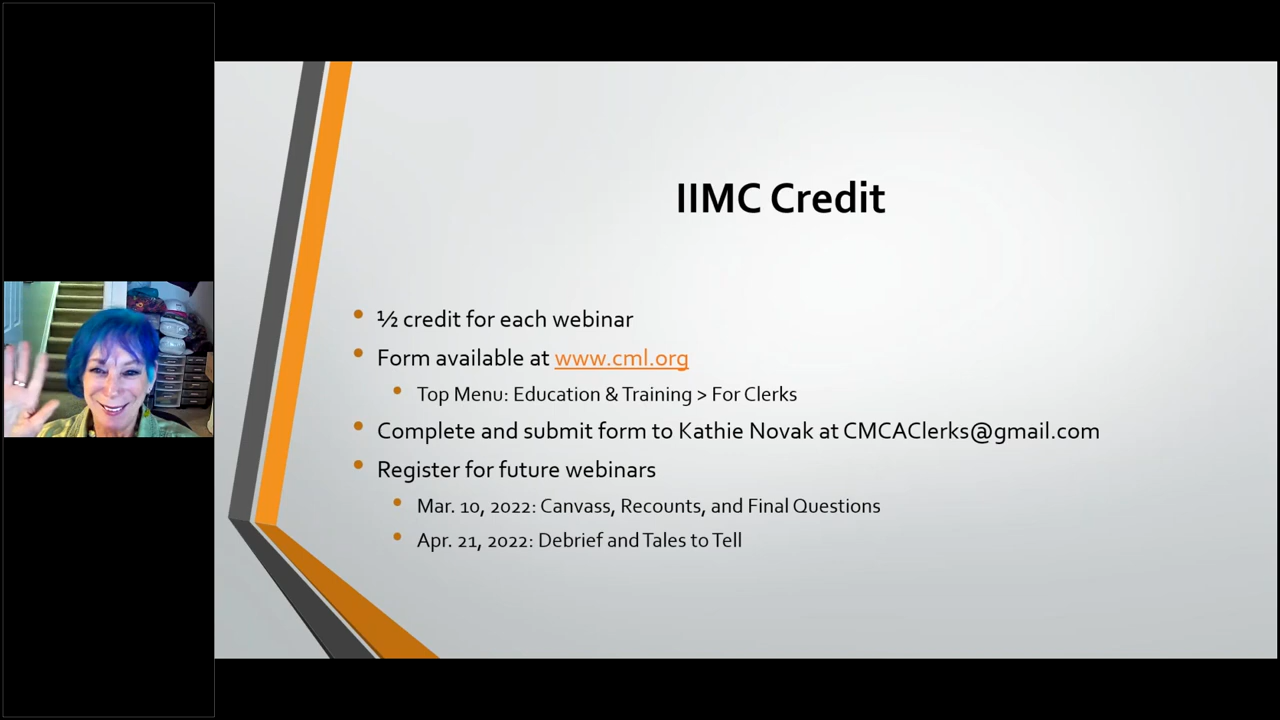 IIMC Credit
½ credit for each webinar
Form available at www.cml.org
Top Menu: Education & Training > For Clerks
Complete and submit form to Kathie Novak at CMCAClerks@gmail.com
Register for future webinars
Mar. 10, 2022: Canvass, Recounts, and Final Questions
Apr. 21, 2022: Debrief and Tales to Tell